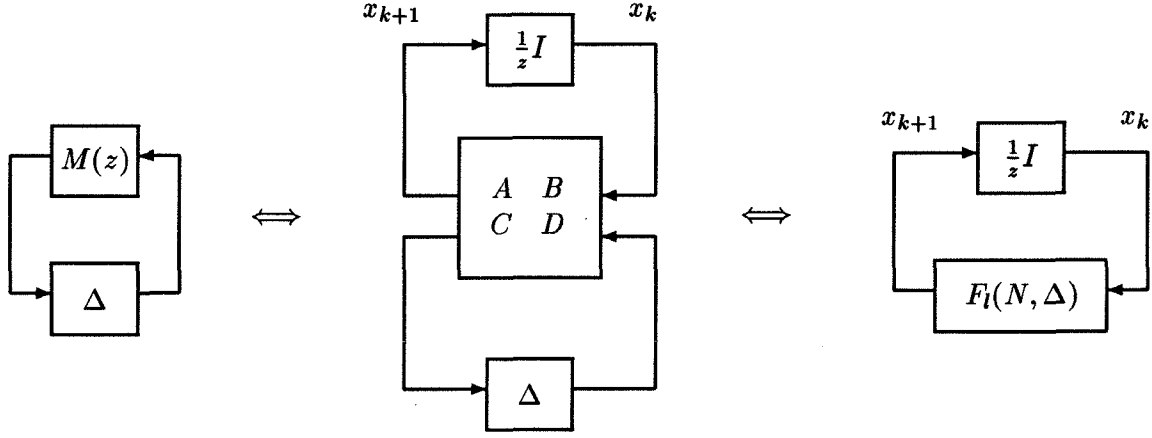 M(z)
Δ
⟺
x_{k+1}
x_k
\frac{1}{z}I
A B
C D
Δ
⟺
x_{k+1}
x_k
\frac{1}{z}I
F_l(N, Δ)